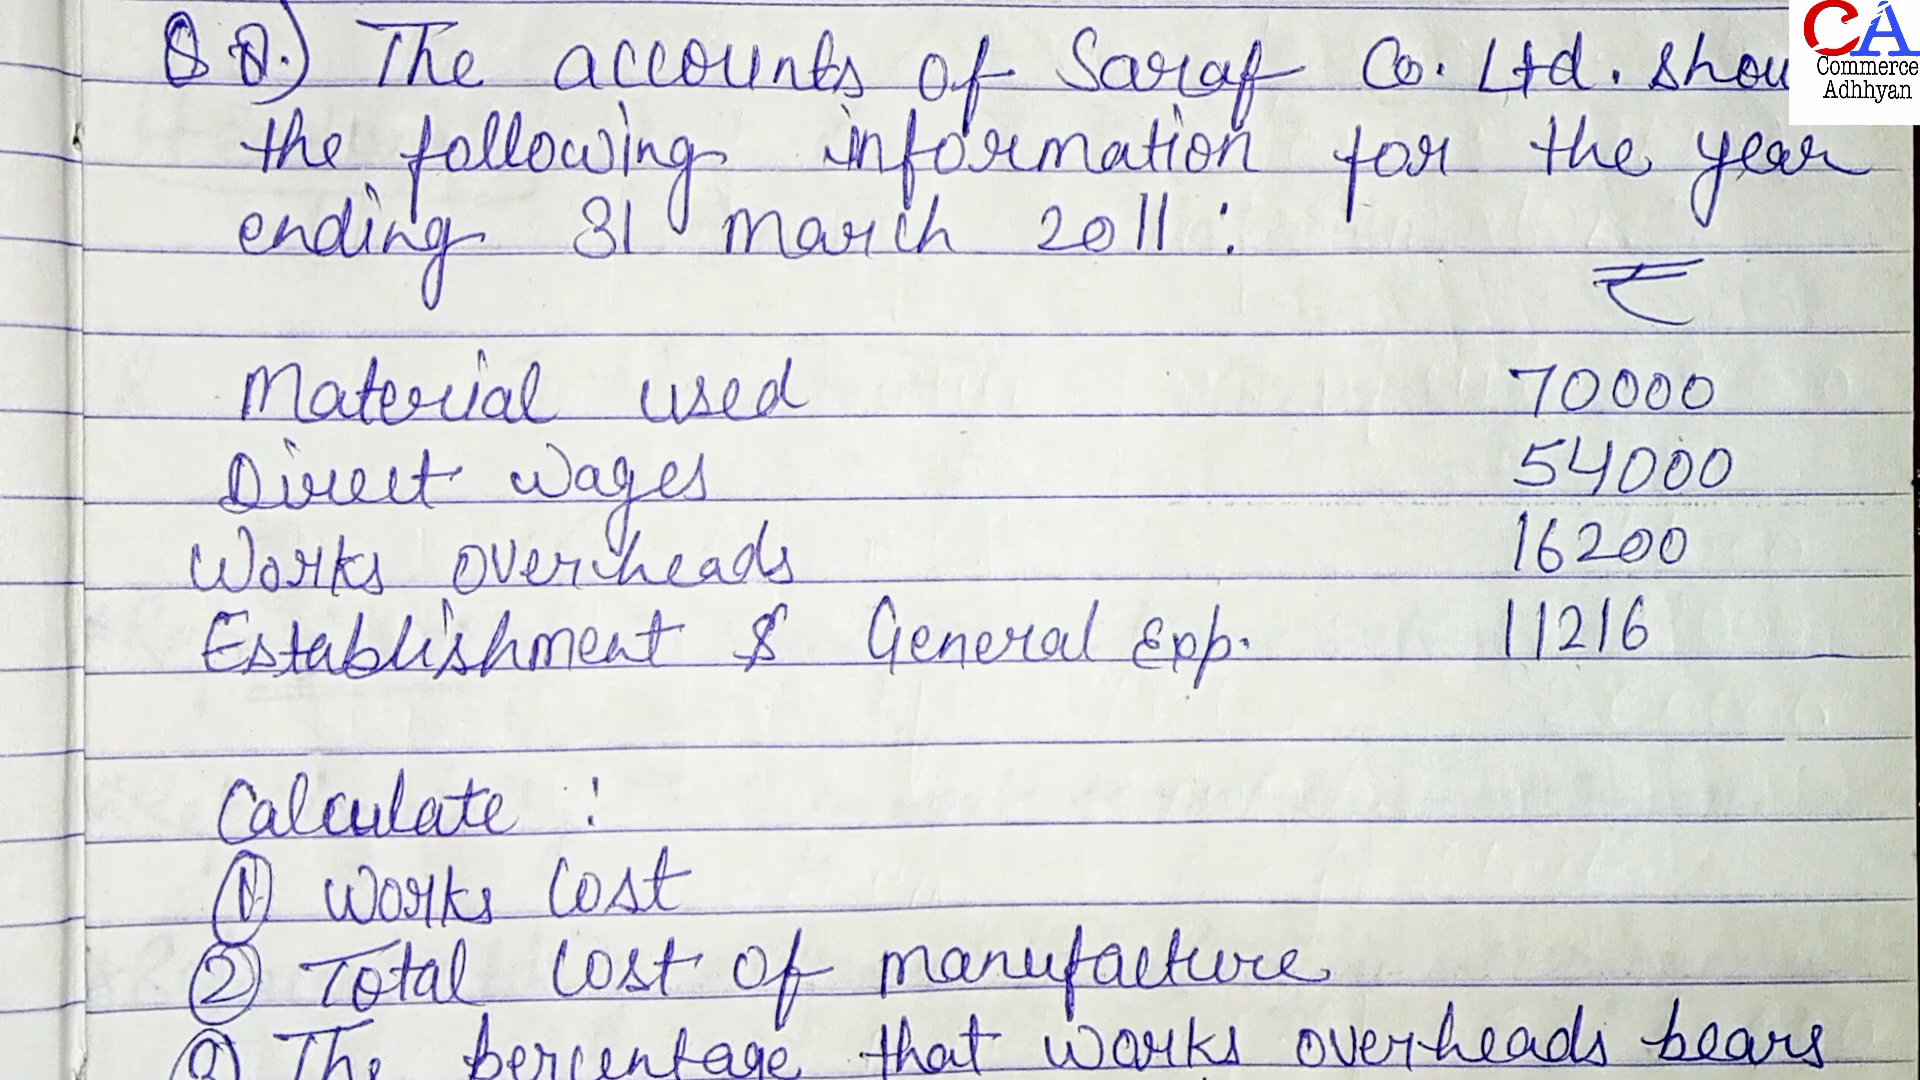 Q 8.) The accounts of Saraf Co. Ltd. show
the following information for the year
ending 31 March 2011 :
₹
Material used 70000
Direct wages 54000
Works overheads 16200
Establishment & General Exp. 11216
Calculate :
① Works Cost
② Total Cost of manufacture
③ The percentage that works overheads bears
CA
Commerce
Adhhyan